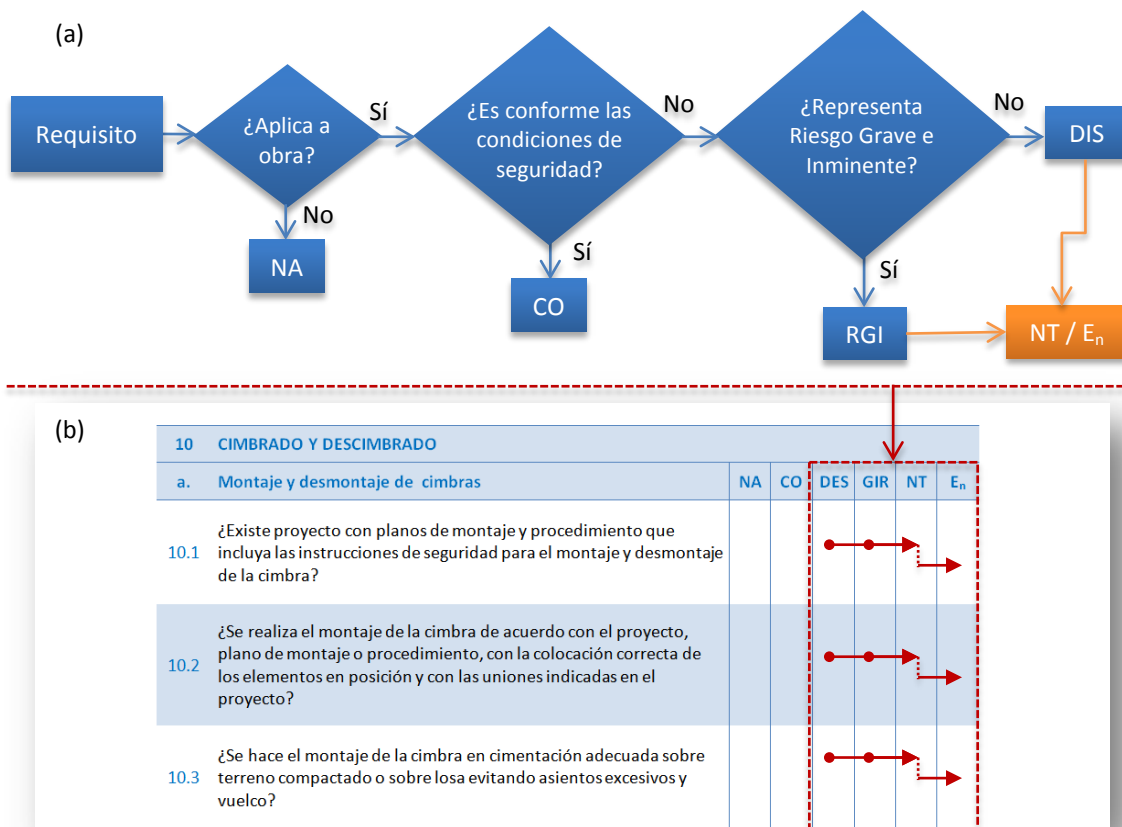 (a)
Requisito
¿Aplica a
obra?
Sí
No
NA
¿Es conforme las
condiciones de
seguridad?
No
Sí
CO
¿Representa
Riesgo Grave e
Inminente?
No
DIS
Sí
RGI
NT / En
(b)
10 CIMBRADO Y DESCIMBRADO
a. Montaje y desmontaje de cimbras NA CO DES GIR NT En
¿Existe proyecto con planos de montaje y procedimiento que
10.1 incluya las instrucciones de seguridad para el montaje y desmontaje
de la cimbra?
¿Se realiza el montaje de la cimbra de acuerdo con el proyecto,
plano de montaje o procedimiento, con la colocación correcta de
10.2 los elementos en posición y con las uniones indicadas en el
proyecto?
¿Se hace el montaje de la cimbra en cimentación adecuada sobre
10.3 terreno compactado o sobre losa evitando asientos excesivos y
vuelco?